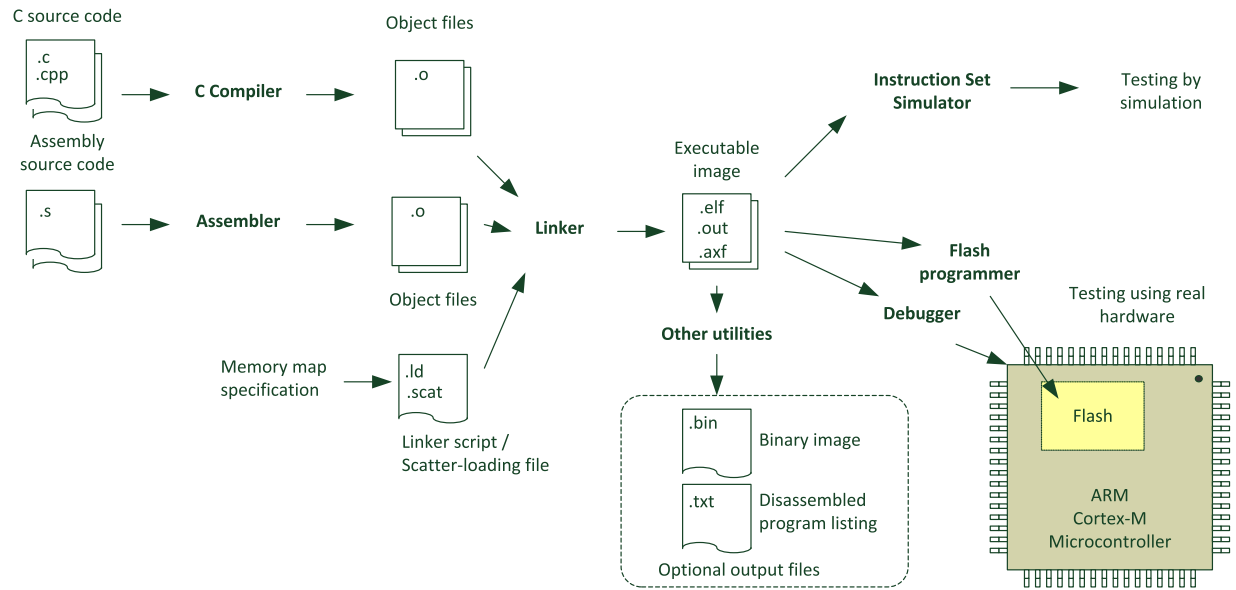 C source code
.c
.cpp
C Compiler
Object files
.o
Assembly
source code
.s
Assembler
.o
Object files
Linker
Memory map
specification
.ld
.scat
Linker script /
Scatter-loading file
Executable
image
.elf
.out
.axf
Other utilities
.bin
Binary image
.txt
Disassembled
program listing
Optional output files
Instruction Set
Simulator
Testing by
simulation
Flash
programmer
Debugger
Testing using real
hardware
Flash
ARM
Cortex-M
Microcontroller